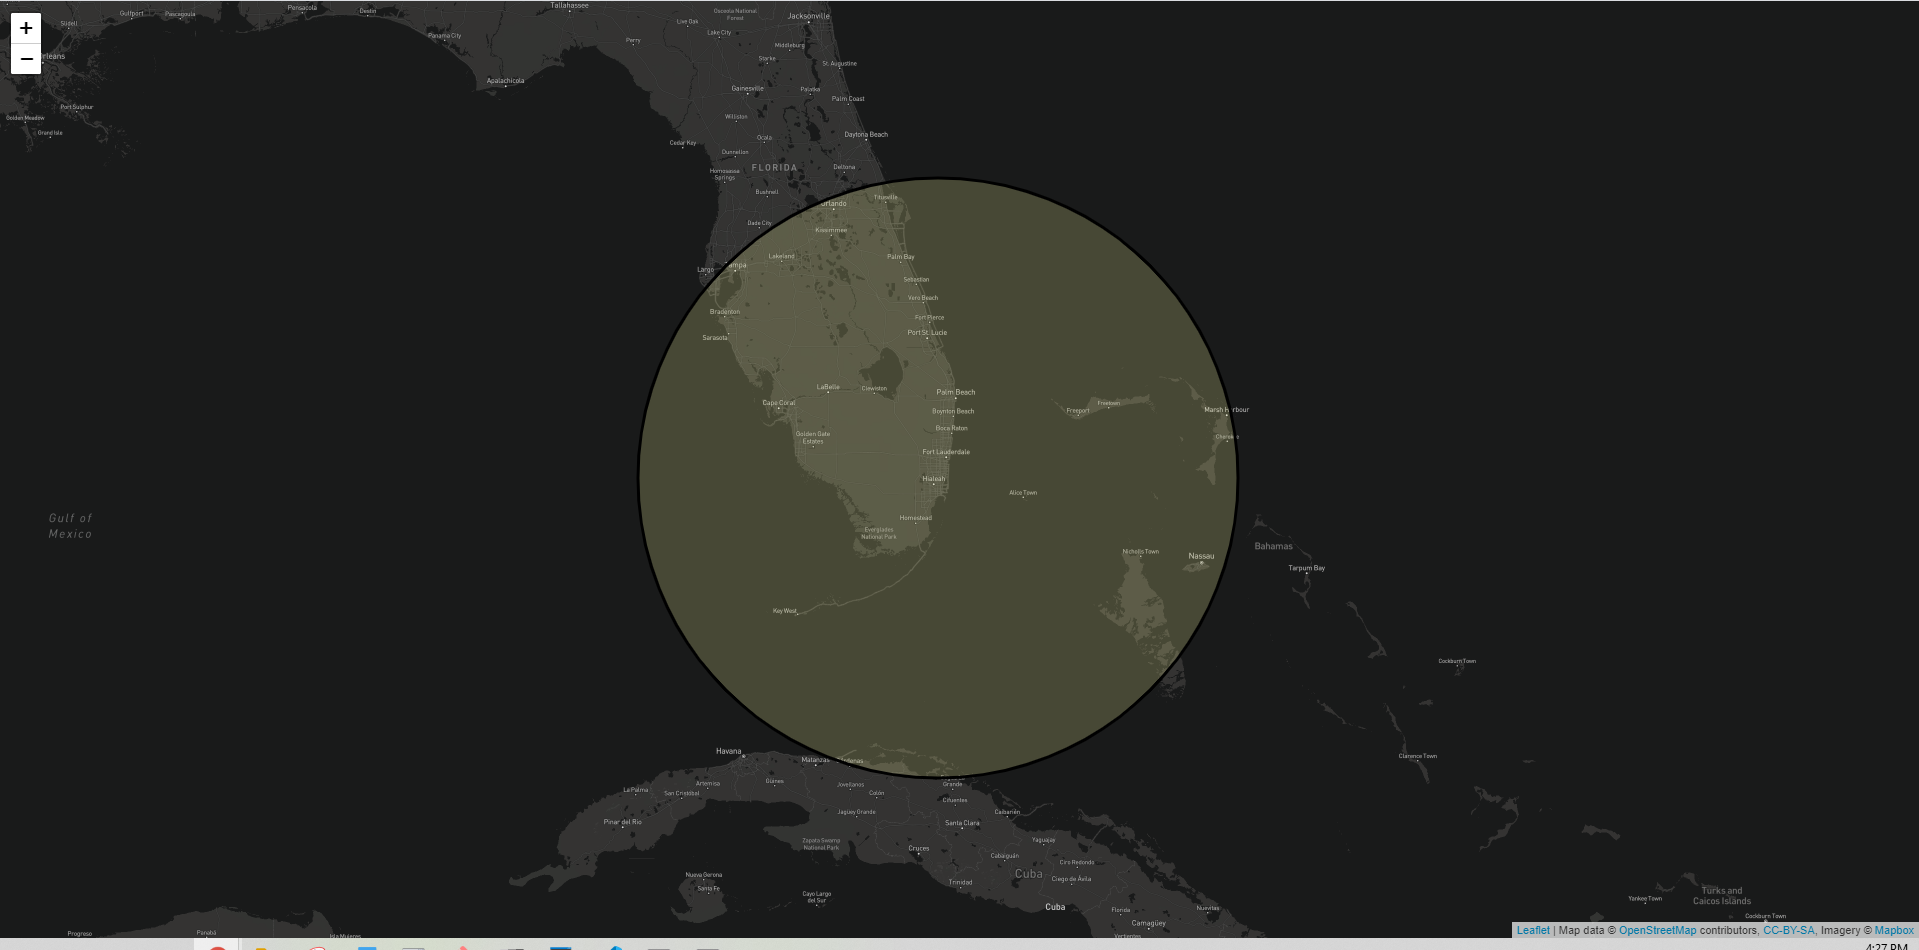 +
−
Slidell
Gulfport
Pascagoula
Pensacola
Destin
Tallahassee
Live Oak
Osceola National
Forest
Jacksonville
Lake City
Panama City
Perry
Middleburg
Starke
St. Augustine
rleans
Apalachicola
Gainesville
Palatka
Palm Coast
Port Sulphur
Golden Meadow
Grand Isle
Williston
Ocala
Daytona Beach
Cedar Key
Dunnellon
FLORIDA
Deltona
Homosassa
Springs
Bushnell
Titusville
Orlando
Dade City
Kissimmee
Lakeland
Palm Bay
Largo
ampa
Sebastian
Vero Beach
Bradenton
Fort Pierce
Port St. Lucie
Sarasota
LaBelle
Clewiston
Palm Beach
Cape Coral
Boynton Beach
Freeport
Freetown
Marsh Harbour
Boca Raton
Golden Gate
Estates
Fort Lauderdale
Hialeah
Alice Town
Homestead
Everglades
National Park
Gulf of
Mexico
Nicholls Town
Nassau
Bahamas
Tarpum Bay
Key West
Cockburn Town
Havana
Matanzas
Clarence Town
Artemisa
Güines
Jovellanos
Grande
La Palma
San Cristobal
Colón
Cifuentes
Jagüey Grande
Caibarién
Pinar del Rio
Santa Clara
Zapata Swamp
National Park
Cruces
Yaguajay
Cabaiguán
Ciro Redondo
Nueva Gerona
Santa Fe
Trinidad
Cuba
Ciego de Ávila
Cayo Largo
del Sur
Cuba
Florida
Nuevitas
Camagüey
Vertientes
Turks and
Caicos Islands
Yankee Town
Cockburn Town
Progreso
Panabá
Isla Mujeres
Leaflet | Map data © OpenStreetMap contributors, CC-BY-SA, Imagery © Mapbox
4:27 PM